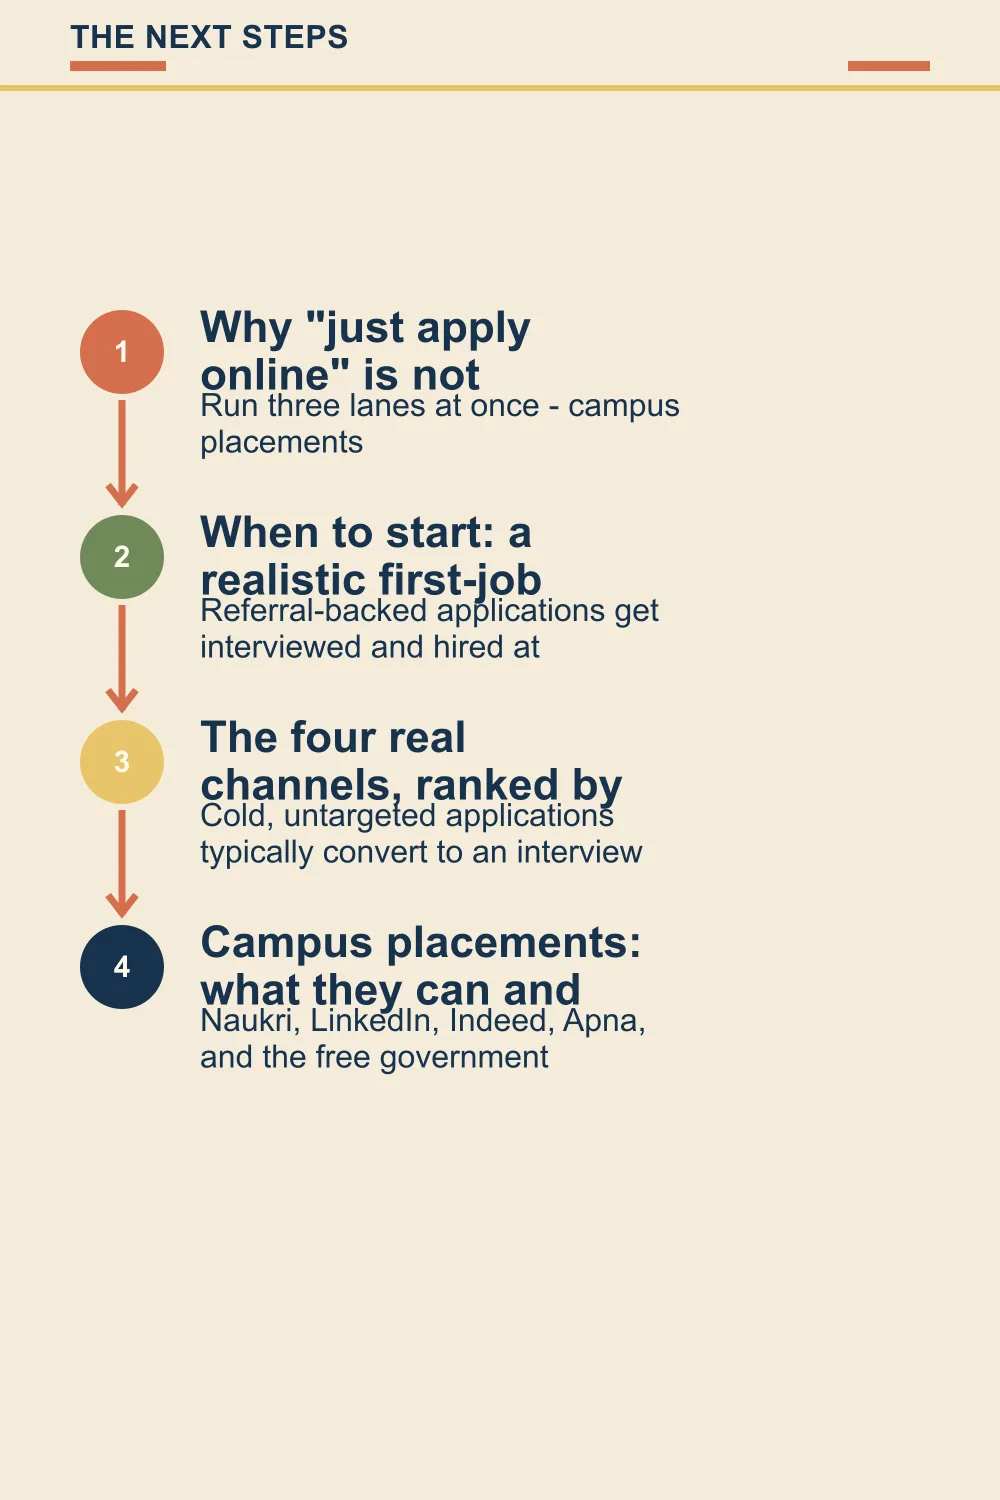 THE NEXT STEPS
1
Why "just apply
online" is not
Run three lanes at once - campus
placements
2
When to start: a
realistic first-job
Referral-backed applications get
interviewed and hired at
3
The four real
channels, ranked by
Cold, untargeted applications
typically convert to an interview
4
Campus placements:
what they can and
Naukri, LinkedIn, Indeed, Apna,
and the free government